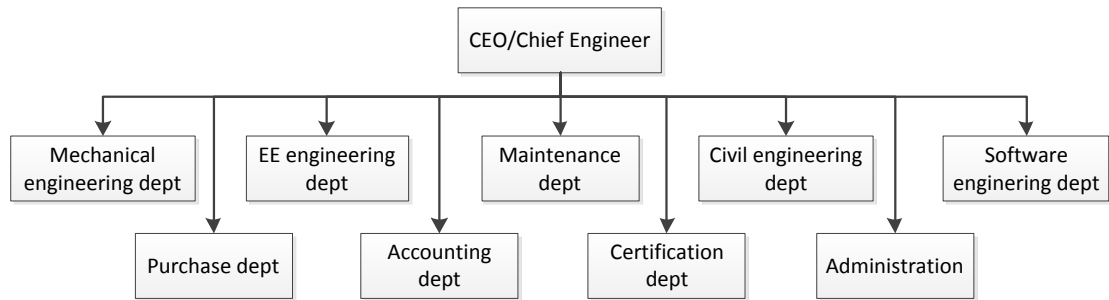 CEO/Chief Engineer
Mechanical
engineering dept
EE engineering
dept
Maintenance
dept
Civil engineering
dept
Software
enginering dept
Purchase dept
Accounting
dept
Certification
dept
Administration